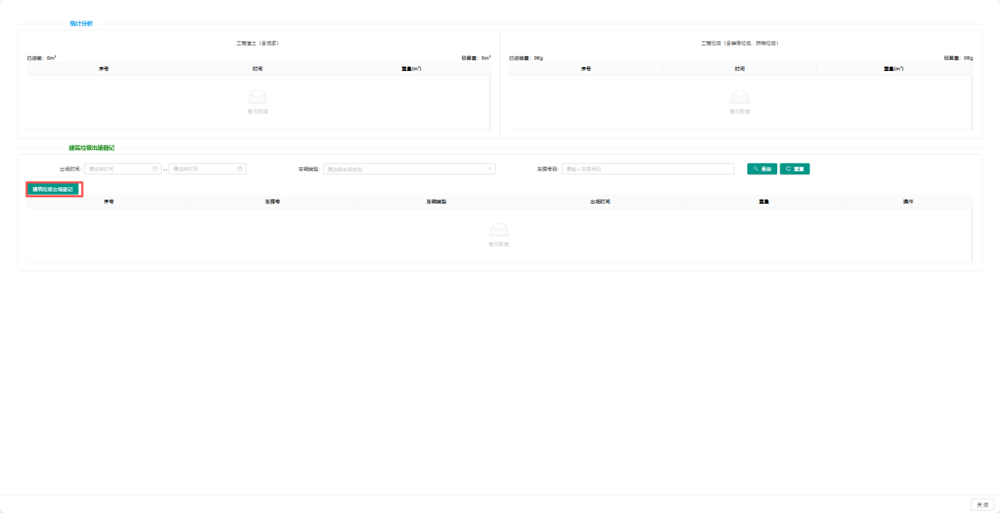 统计分析
工程渣土（含泥浆）
工程垃圾（含装修垃圾、拆除垃圾）
已运输：0m³ 估算量：0m³
已运输量：0Kg 估算量：0Kg
序号 时间 重量(m³)
序号 时间 重量(m³)
暂无数据
暂无数据
建筑垃圾出场登记
出场时间： 请选择时间 -- 请选择时间 车辆类型： 请选择车辆类型 车牌号码： 请输入车牌号码 查询 重置
建筑垃圾出场登记
序号 车牌号 车辆类型 出场时间 重量 操作
暂无数据
关 闭